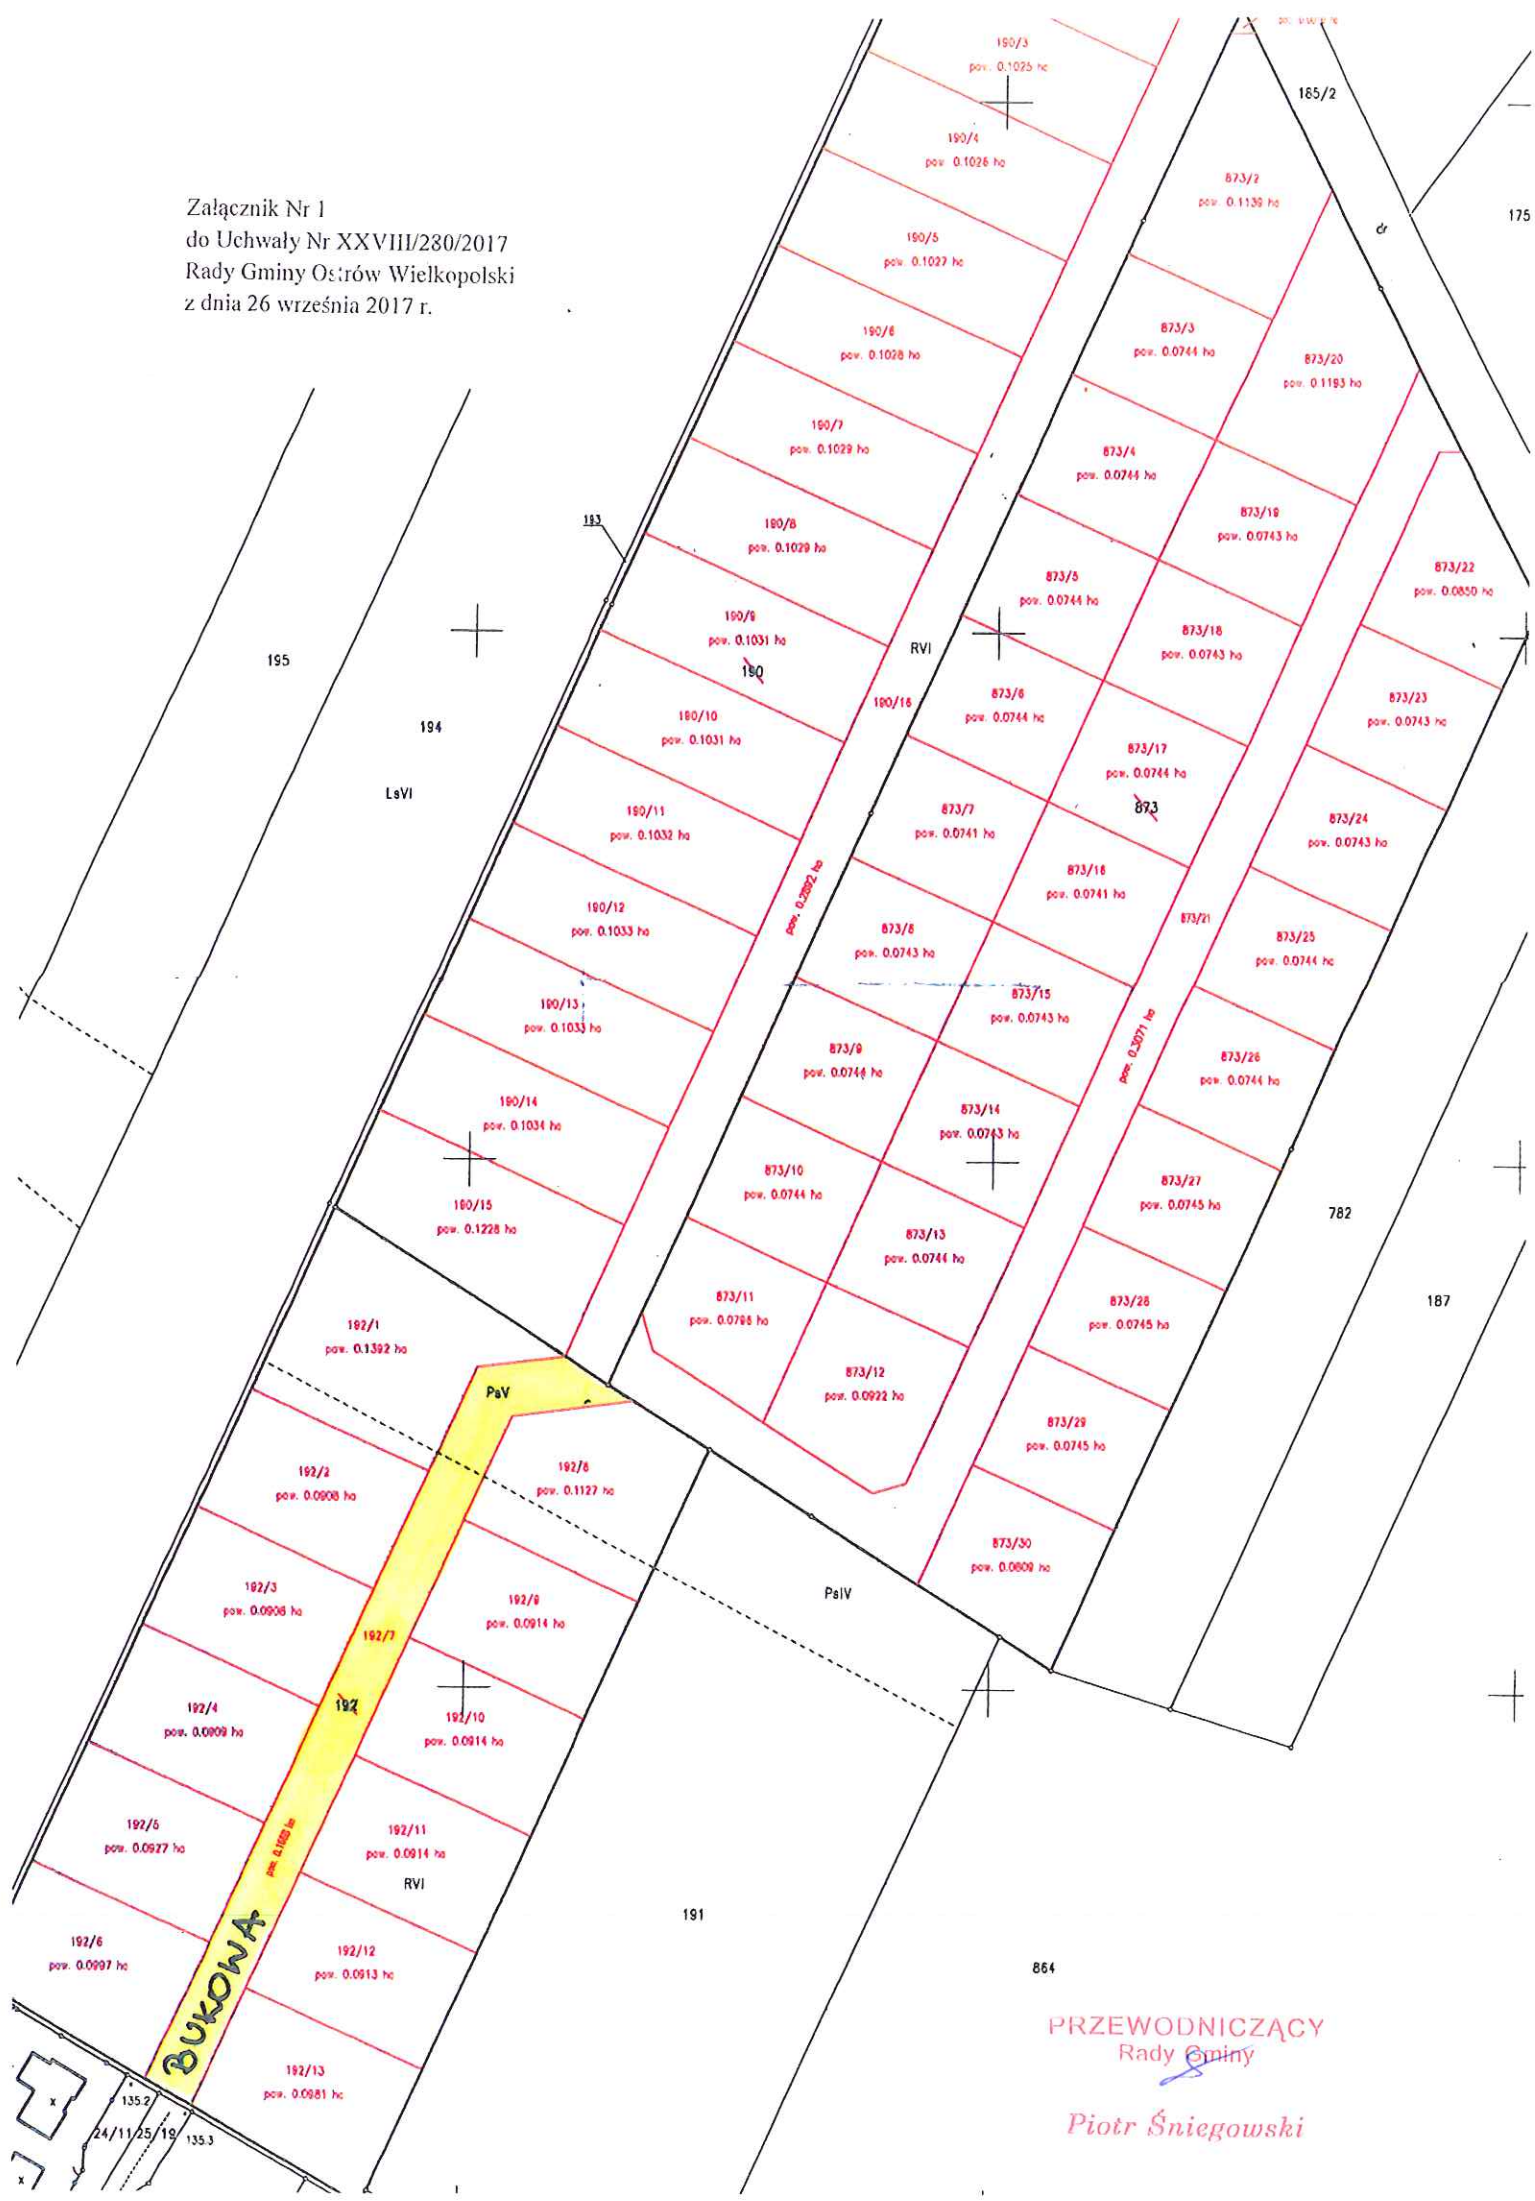 190/3
pow. 0.1025 ha
185/2
190/4
pow. 0.1026 ha
873/2
pow. 0.1139 ha
175
dr
Załącznik Nr 1
do Uchwały Nr XXVIII/280/2017
Rady Gminy Ostrów Wielkopolski
z dnia 26 września 2017 r.
190/5
pow. 0.1027 ha
190/6
pow. 0.1028 ha
873/3
pow. 0.0744 ha
873/20
pow. 0.1193 ha
190/7
pow. 0.1029 ha
873/4
pow. 0.0744 ha
193
190/8
pow. 0.1029 ha
873/19
pow. 0.0743 ha
873/22
pow. 0.0850 ha
873/5
pow. 0.0744 ha
190/9
pow. 0.1031 ha
190
RVI
873/18
pow. 0.0743 ha
195
194
190/10
pow. 0.1031 ha
190/16
873/6
pow. 0.0744 ha
873/23
pow. 0.0743 ha
873/17
pow. 0.0744 ha
873
LsVI
190/11
pow. 0.1032 ha
873/7
pow. 0.0741 ha
873/24
pow. 0.0743 ha
pow. 0.2892 ha
873/16
pow. 0.0741 ha
190/12
pow. 0.1033 ha
873/8
pow. 0.0743 ha
873/21
873/25
pow. 0.0744 ha
190/13
pow. 0.1033 ha
873/15
pow. 0.0743 ha
pow. 0.3071 ha
873/9
pow. 0.0744 ha
873/26
pow. 0.0744 ha
190/14
pow. 0.1034 ha
873/14
pow. 0.0743 ha
873/10
pow. 0.0744 ha
873/27
pow. 0.0745 ha
190/15
pow. 0.1228 ha
782
873/13
pow. 0.0744 ha
873/11
pow. 0.0798 ha
873/28
pow. 0.0745 ha
187
192/1
pow. 0.1392 ha
PsV
873/12
pow. 0.0922 ha
873/29
pow. 0.0745 ha
192/2
pow. 0.0908 ha
192/8
pow. 0.1127 ha
873/30
pow. 0.0809 ha
192/3
pow. 0.0908 ha
192/9
pow. 0.0914 ha
PsIV
192/7
192
192/4
pow. 0.0909 ha
192/10
pow. 0.0914 ha
192/5
pow. 0.0927 ha
192/11
pow. 0.0914 ha
RVI
BUKOWA
191
192/6
pow. 0.0997 ha
192/12
pow. 0.0913 ha
864
192/13
pow. 0.0981 ha
PRZEWODNICZĄCY
Rady Gminy
Piotr Śniegowski
x
135.2
24/11
25/19
135.3
x